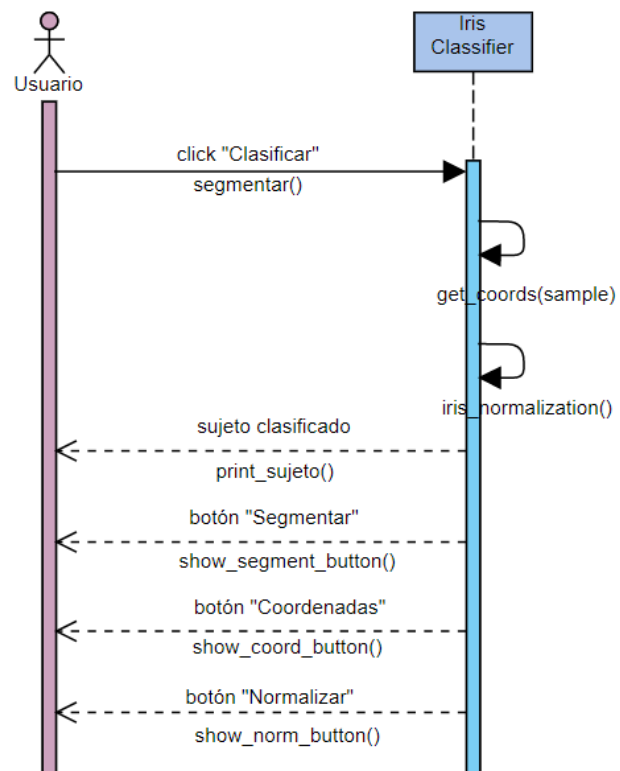 Iris
Classifier
Usuario
click "Clasificar"
segmentar()
get_coords(sample)
iris_normalization()
sujeto clasificado
print_sujeto()
botón "Segmentar"
show_segment_button()
botón "Coordenadas"
show_coord_button()
botón "Normalizar"
show_norm_button()